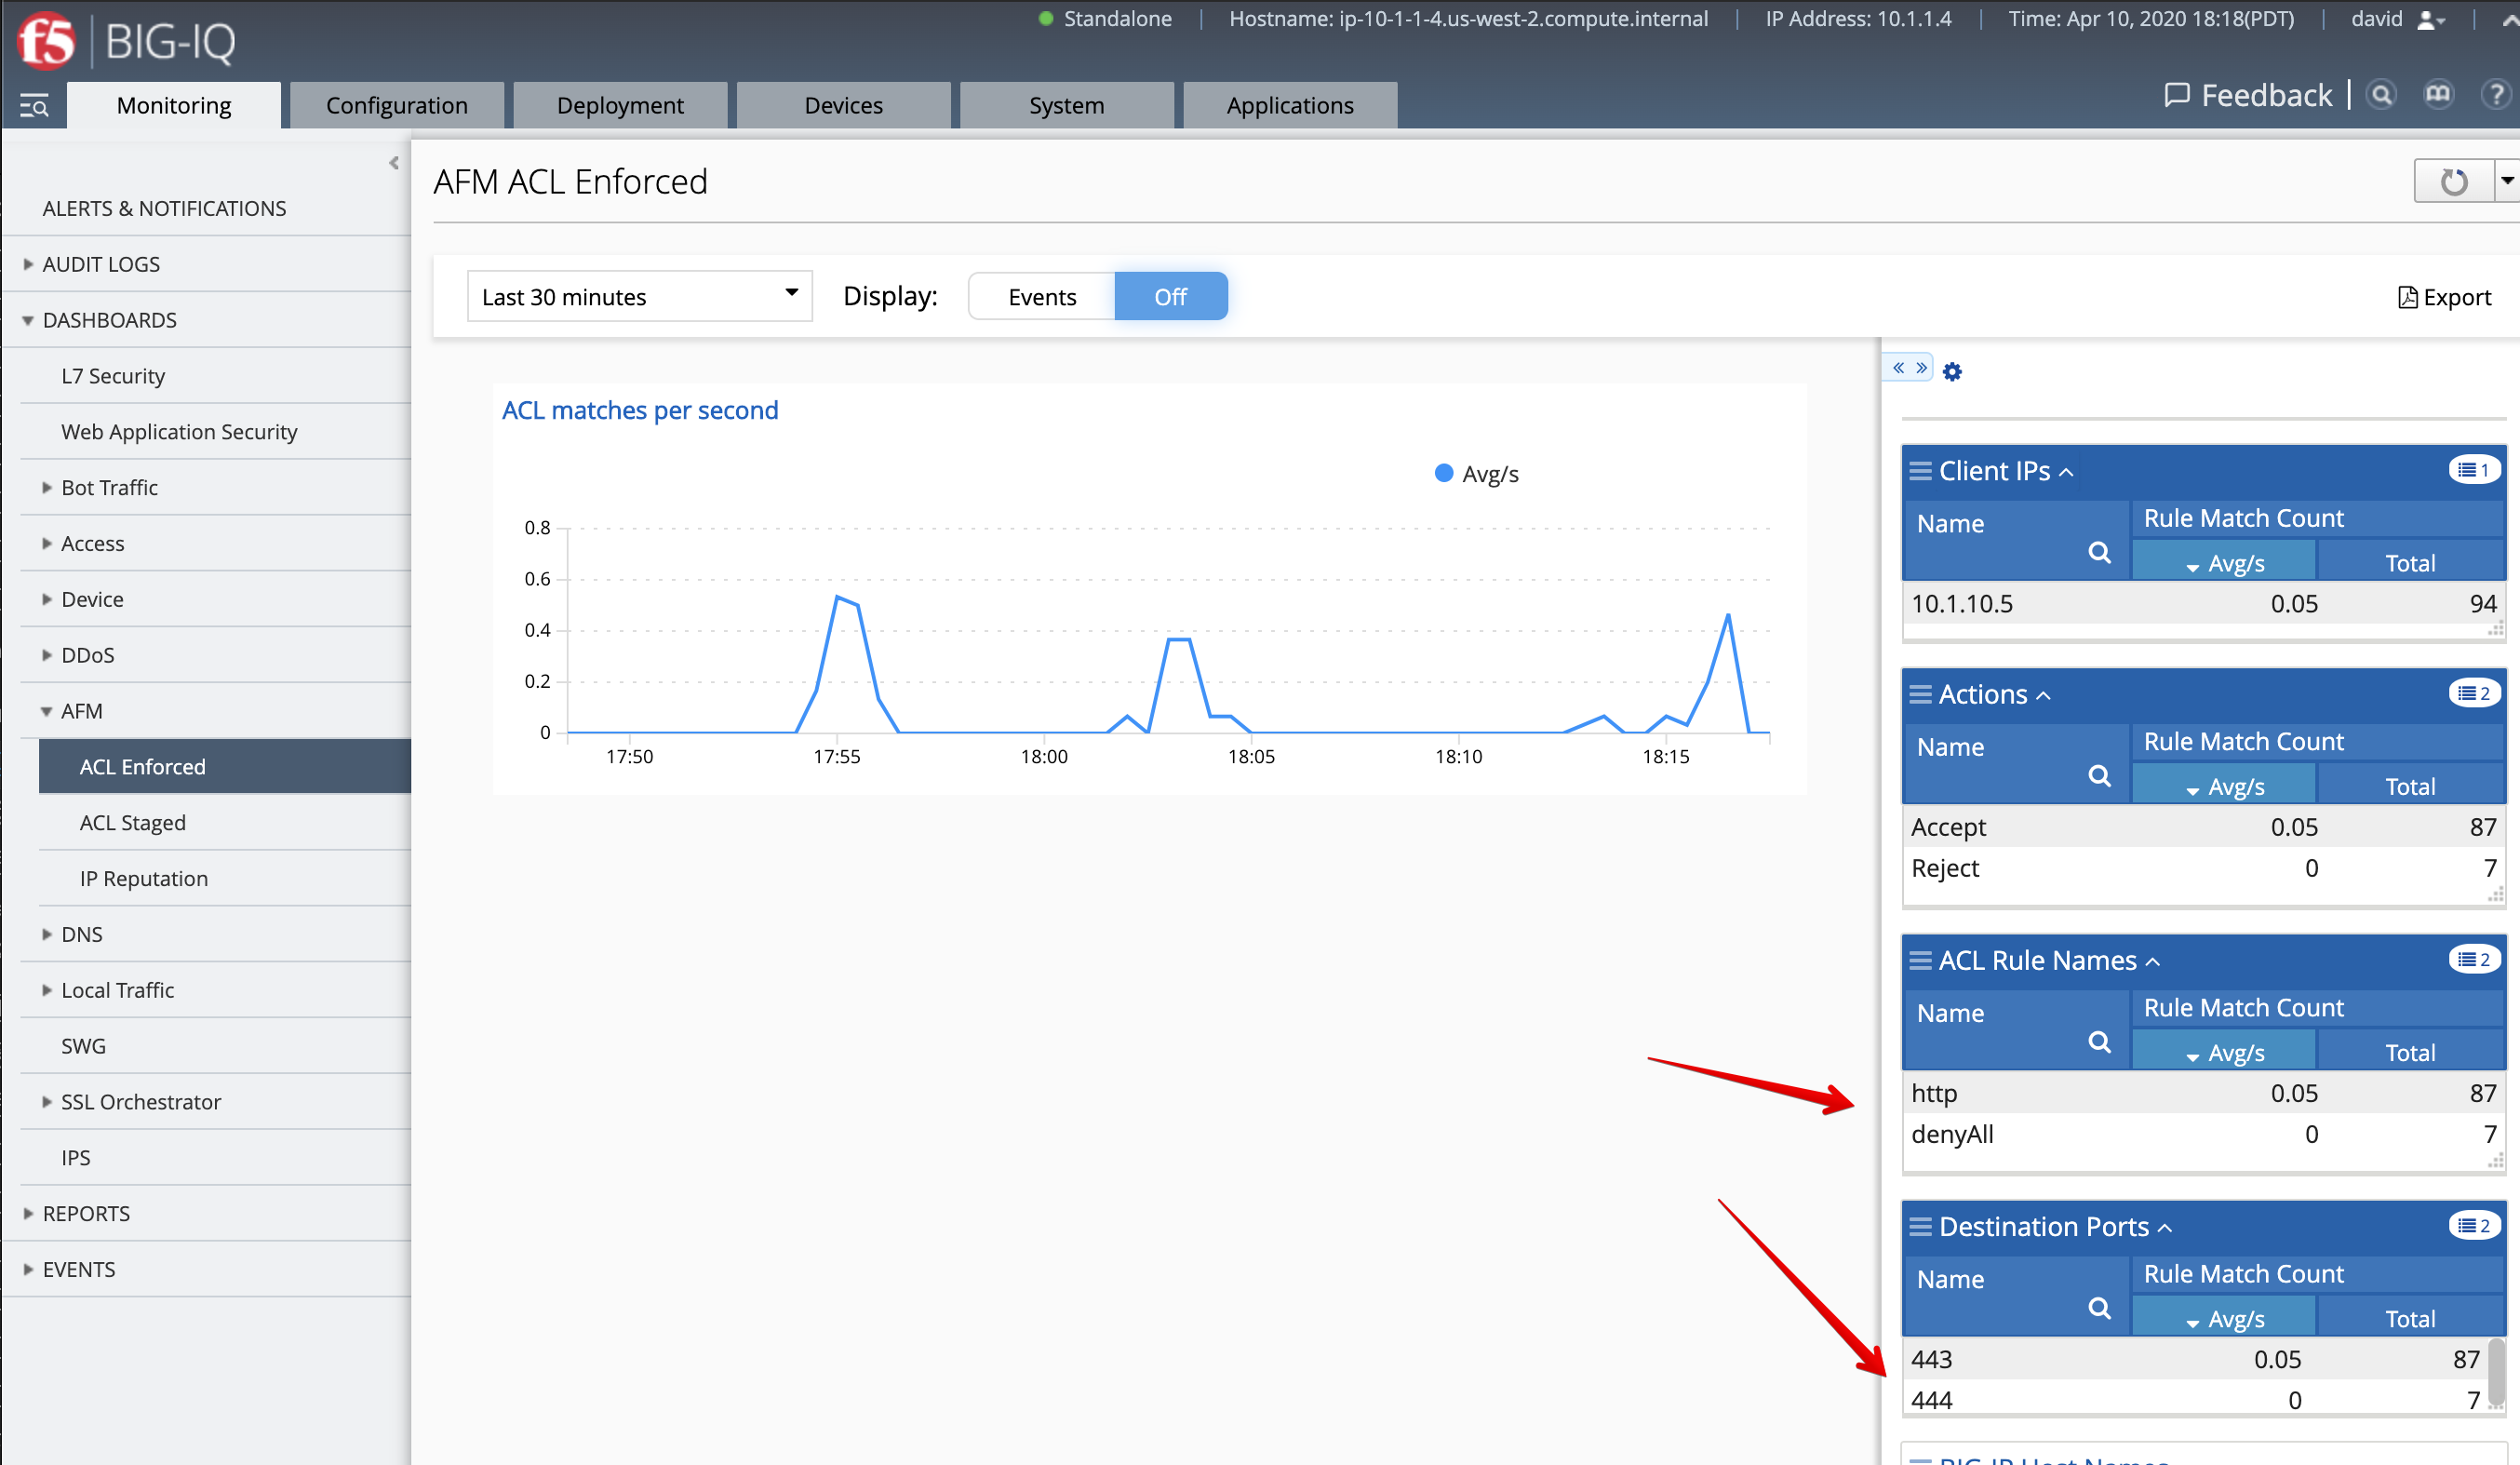 Standalone | Hostname: ip-10-1-1-4.us-west-2.compute.internal | IP Address: 10.1.1.4 | Time: Apr 10, 2020 18:18(PDT) | david
f5 BIG-IQ
Monitoring Configuration Deployment Devices System Applications
Feedback
ALERTS & NOTIFICATIONS
AUDIT LOGS
DASHBOARDS
L7 Security
Web Application Security
Bot Traffic
Access
Device
DDoS
AFM
ACL Enforced
ACL Staged
IP Reputation
DNS
Local Traffic
SWG
SSL Orchestrator
IPS
REPORTS
EVENTS
AFM ACL Enforced
Last 30 minutes Display: Events Off
Export
ACL matches per second
Avg/s
0.8
0.6
0.4
0.2
0
17:50 17:55 18:00 18:05 18:10 18:15
Client IPs 1
Name Rule Match Count
Avg/s Total
10.1.10.5 0.05 94
Actions 2
Name Rule Match Count
Avg/s Total
Accept 0.05 87
Reject 0 7
ACL Rule Names 2
Name Rule Match Count
Avg/s Total
http 0.05 87
denyAll 0 7
Destination Ports 2
Name Rule Match Count
Avg/s Total
443 0.05 87
444 0 7
BIG-IP Host Names